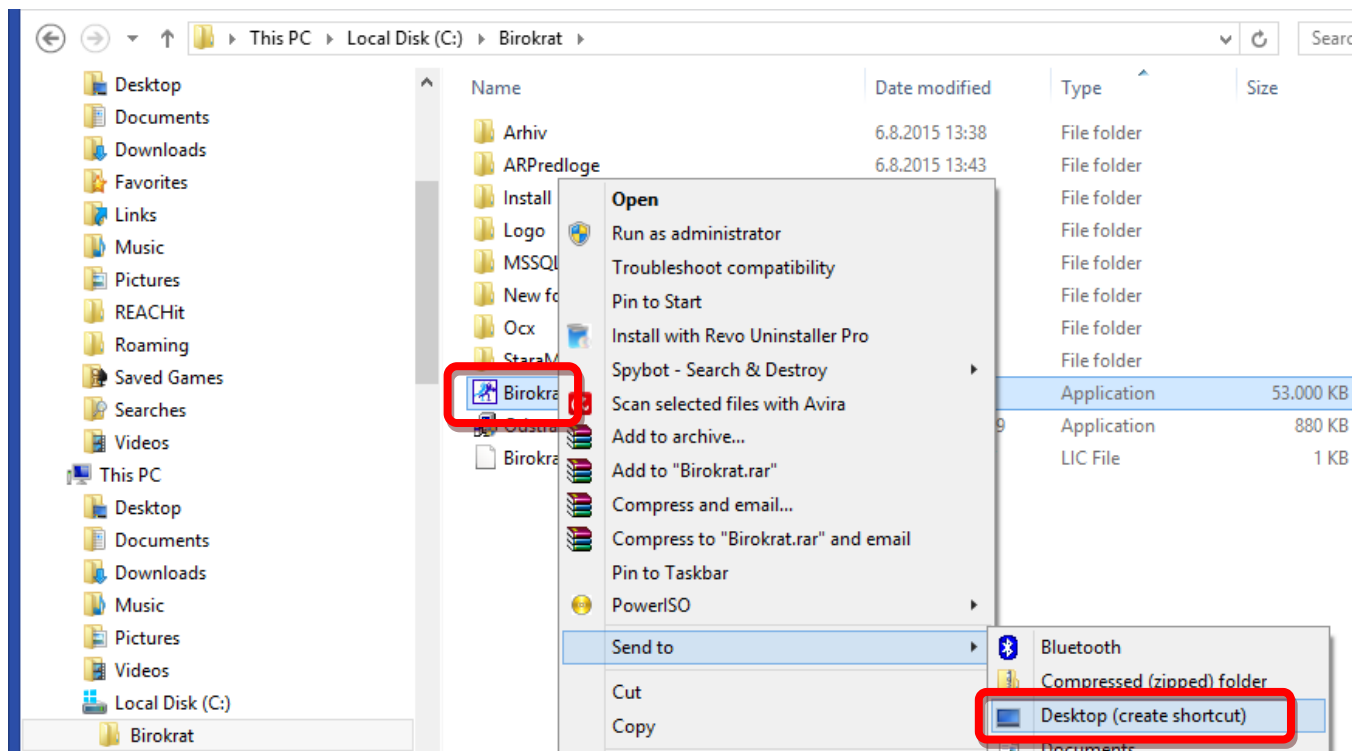 This PC Local Disk (C:) Birokrat
Desktop
Documents
Downloads
Favorites
Links
Music
Pictures
REACHit
Roaming
Saved Games
Searches
Videos
This PC
Desktop
Documents
Downloads
Music
Pictures
Videos
Local Disk (C:)
Birokrat
Name Date modified Type Size
Arhiv 6.8.2015 13:38 File folder
ARPredloge 6.8.2015 13:43 File folder
Install File folder
Logo File folder
File folder
New File folder
Ocx File folder
File folder
Application 53.000 KB
9 Application 880 KB
LIC File 1 KB
Open
Run as administrator
Troubleshoot compatibility
Pin to Start
Install with Revo Uninstaller Pro
Spybot - Search & Destroy
Scan selected files with Avira
Add to archive...
Add to "Birokrat.rar"
Compress and email...
Compress to "Birokrat.rar" and email
Pin to Taskbar
PowerISO
Send to
Cut
Copy
Bluetooth
Compressed (zipped) folder
Desktop (create shortcut)
Documents